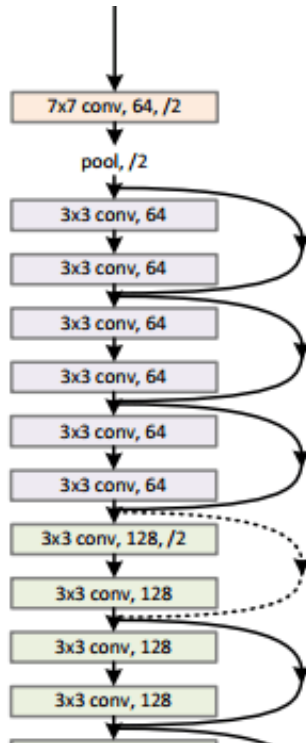 7x7 conv, 64, /2
pool, /2
3x3 conv, 64
3x3 conv, 64
3x3 conv, 64
3x3 conv, 64
3x3 conv, 64
3x3 conv, 64
3x3 conv, 128, /2
3x3 conv, 128
3x3 conv, 128
3x3 conv, 128